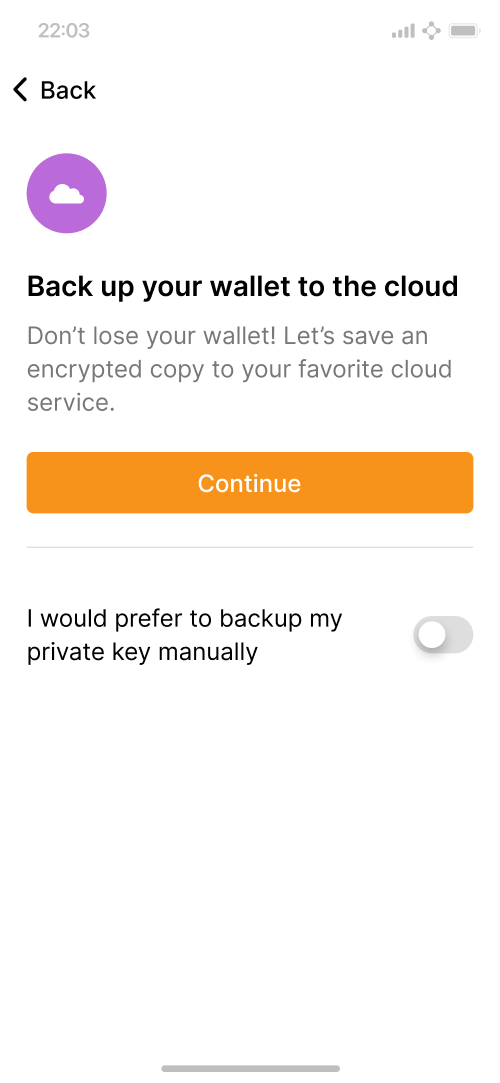 22:03
Back
Back up your wallet to the cloud
Don’t lose your wallet! Let’s save an
encrypted copy to your favorite cloud
service.
Continue
I would prefer to backup my
private key manually